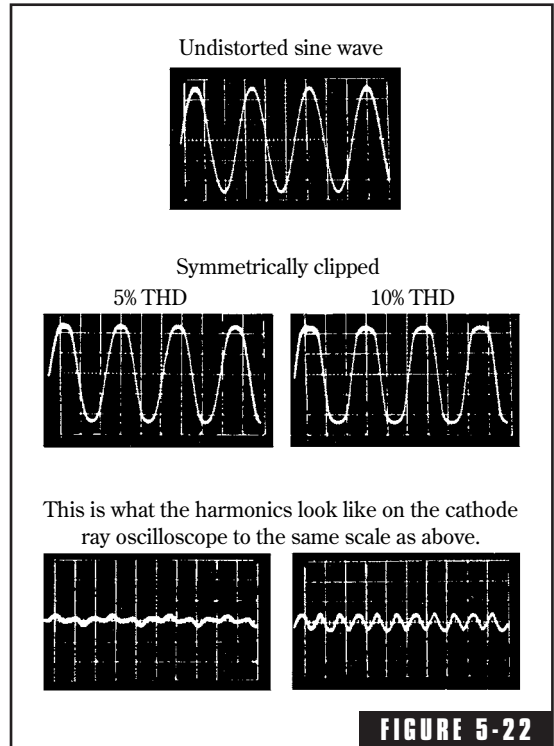 Undistorted sine wave
Symmetrically clipped
5% THD
10% THD
This is what the harmonics look like on the cathode
ray oscilloscope to the same scale as above.
FIGURE 5-22